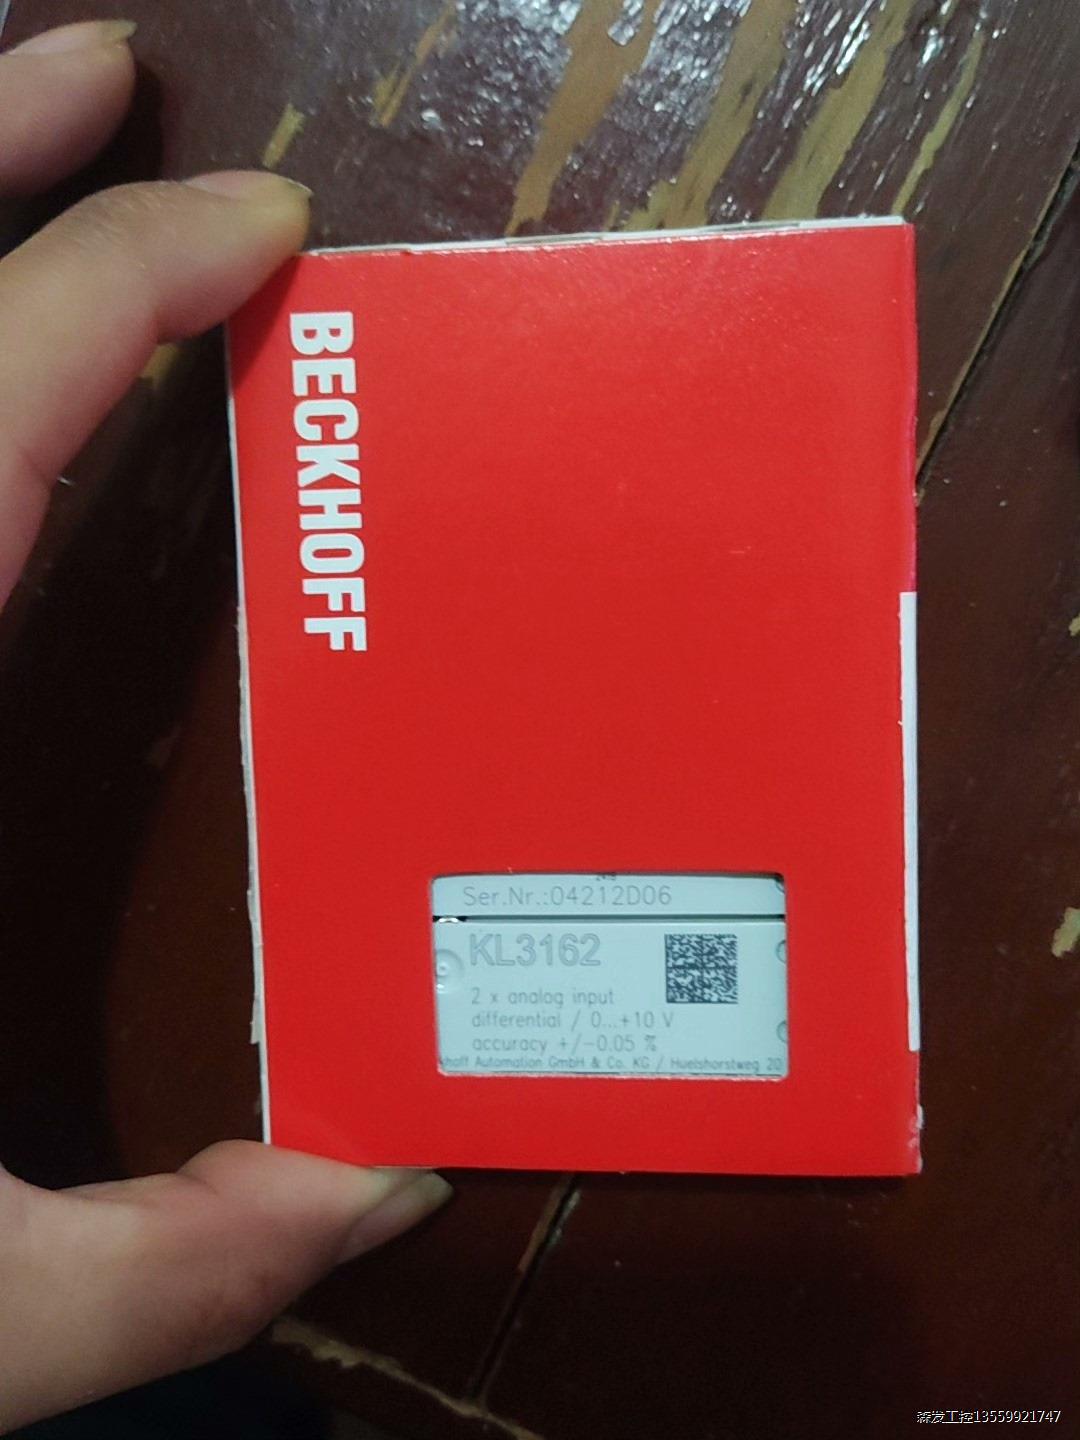 BECKHOFF
Ser.Nr.:04212D06
KL3162
2 x analog input
differential / 0...+10 V
accuracy +/-0.05 %
khoff Automation GmbH & Co. KG / Huelshorstweg 20
森发工控13559921747